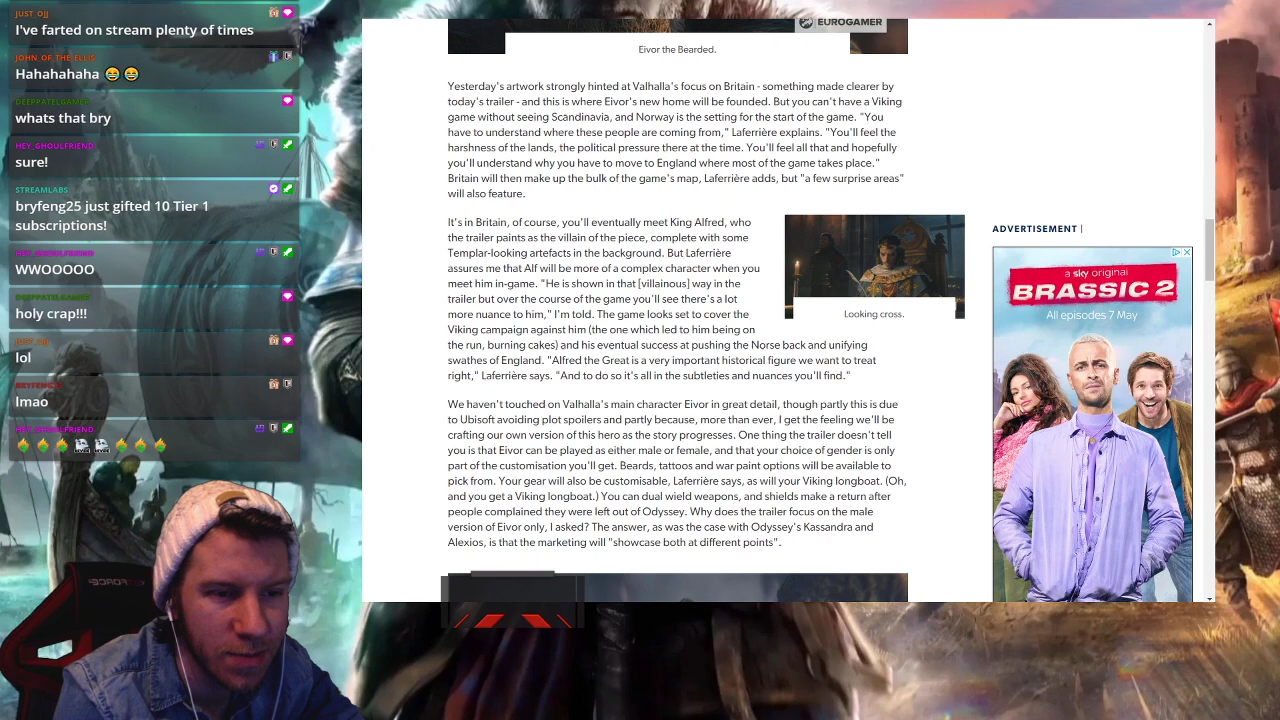 JUST_OJJ
I've farted on stream plenty of times
JOHN_OF_THE_ELLIS
Hahahahaha 😂 😂
DEEPPATELGAMER
whats that bry
HEY_GHOULFRIEND
sure!
STREAMLABS
bryfeng25 just gifted 10 Tier 1
subscriptions!
HEY_GHOULFRIEND
WWOOOOO
DEEPPATELGAMER
holy crap!!!
JUST_OJJ
lol
BRYFENG25
lmao
HEY_GHOULFRIEND
EUROGAMER
Eivor the Bearded.
Yesterday's artwork strongly hinted at Valhalla's focus on Britain - something made clearer by
today's trailer - and this is where Eivor's new home will be founded. But you can't have a Viking
game without seeing Scandinavia, and Norway is the setting for the start of the game. "You
have to understand where these people are coming from," Laferrière explains. "You'll feel the
harshness of the lands, the political pressure there at the time. You'll feel all that and hopefully
you'll understand why you have to move to England where most of the game takes place."
Britain will then make up the bulk of the game's map, Laferrière adds, but "a few surprise areas"
will also feature.
It's in Britain, of course, you'll eventually meet King Alfred, who
the trailer paints as the villain of the piece, complete with some
Templar-looking artefacts in the background. But Laferrière
assures me that Alf will be more of a complex character when you
meet him in-game. "He is shown in that [villainous] way in the
trailer but over the course of the game you'll see there's a lot
more nuance to him," I'm told. The game looks set to cover the
Viking campaign against him (the one which led to him being on
the run, burning cakes) and his eventual success at pushing the Norse back and unifying
swathes of England. "Alfred the Great is a very important historical figure we want to treat
right," Laferrière says. "And to do so it's all in the subtleties and nuances you'll find."
Looking cross.
We haven't touched on Valhalla's main character Eivor in great detail, though partly this is due
to Ubisoft avoiding plot spoilers and partly because, more than ever, I get the feeling we'll be
crafting our own version of this hero as the story progresses. One thing the trailer doesn't tell
you is that Eivor can be played as either male or female, and that your choice of gender is only
part of the customisation you'll get. Beards, tattoos and war paint options will be available to
pick from. Your gear will also be customisable, Laferrière says, as will your Viking longboat. (Oh,
and you get a Viking longboat.) You can dual wield weapons, and shields make a return after
people complained they were left out of Odyssey. Why does the trailer focus on the male
version of Eivor only, I asked? The answer, as was the case with Odyssey's Kassandra and
Alexios, is that the marketing will "showcase both at different points".
ADVERTISEMENT |
a sky original
BRASSIC 2
All episodes 7 May